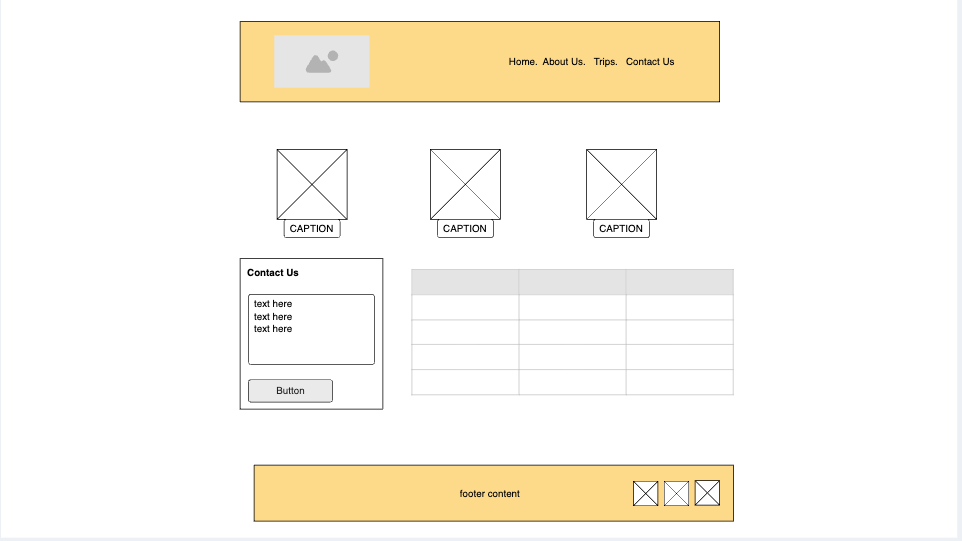 Home. About Us. Trips. Contact Us
CAPTION
CAPTION
CAPTION
Contact Us
text here
text here
text here
Button
footer content